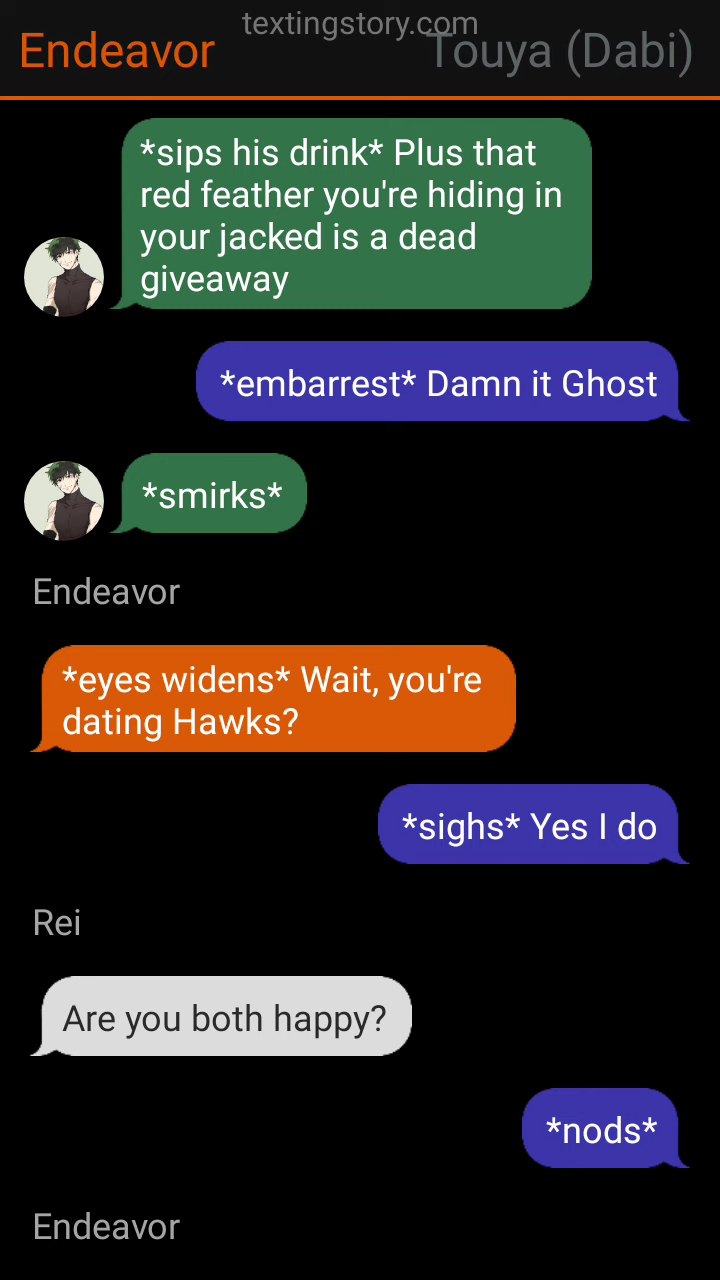 textingstory.com
Endeavor
Touya (Dabi)
*sips his drink* Plus that
red feather you're hiding in
your jacked is a dead
giveaway
*embarrest* Damn it Ghost
*smirks*
Endeavor
*eyes widens* Wait, you're
dating Hawks?
*sighs* Yes I do
Rei
Are you both happy?
*nods*
Endeavor